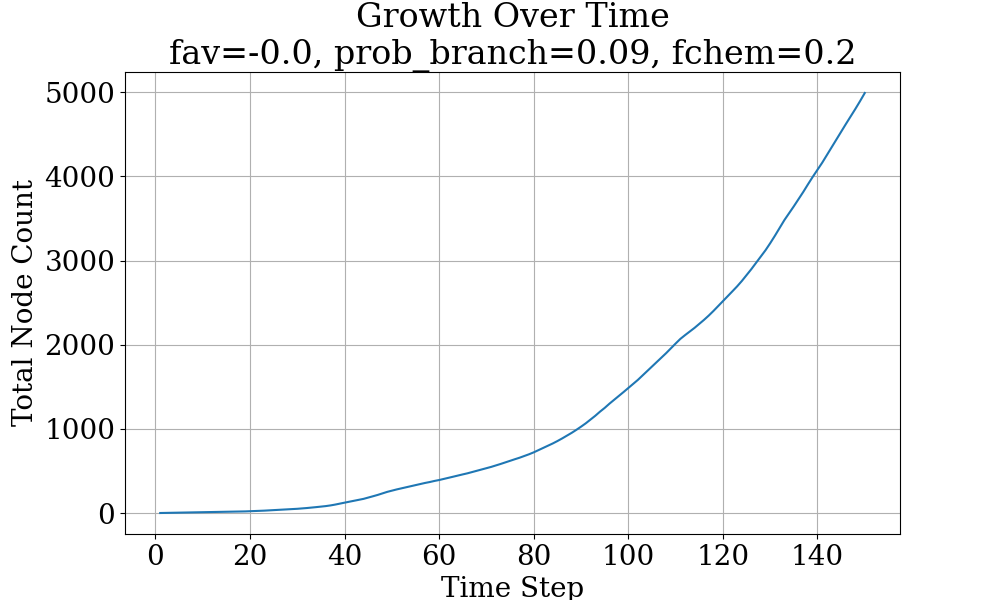 Growth Over Time
fav=-0.0, prob_branch=0.09, fchem=0.2
Total Node Count
5000
4000
3000
2000
1000
0
0 20 40 60 80 100 120 140
Time Step